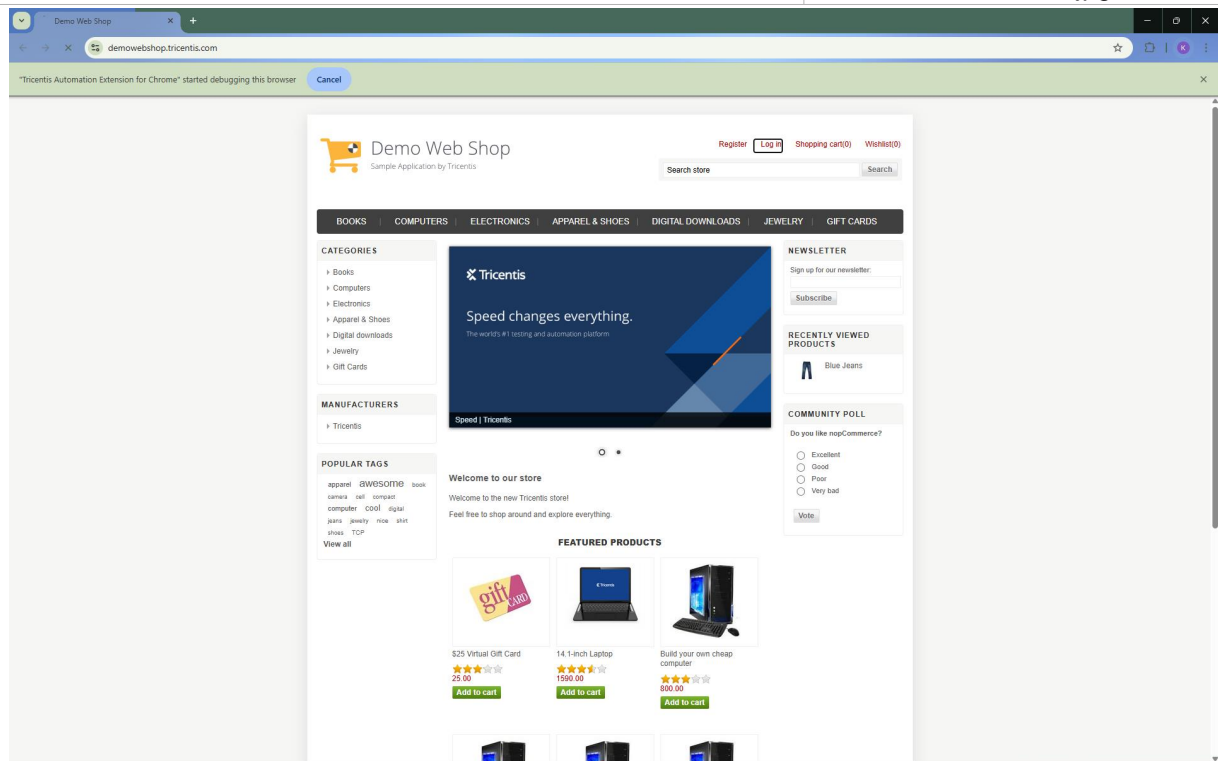 Demo Web Shop
demowebshop.tricentis.com
K
"Tricentis Automation Extension for Chrome" started debugging this browser Cancel
Demo Web Shop
Sample Application by Tricentis
Register Log in Shopping cart(0) Wishlist(0)
Search store Search
BOOKS COMPUTERS ELECTRONICS APPAREL & SHOES DIGITAL DOWNLOADS JEWELRY GIFT CARDS
CATEGORIES
Books
Computers
Electronics
Apparel & Shoes
Digital downloads
Jewelry
Gift Cards
MANUFACTURERS
Tricentis
POPULAR TAGS
apparel awesome book
camera cell compact
computer cool digital
jeans jewelry nice shirt
shoes TCP
View all
Tricentis
Speed changes everything.
The world's #1 testing and automation platform
Speed | Tricentis
Welcome to our store
Welcome to the new Tricentis store!
Feel free to shop around and explore everything.
FEATURED PRODUCTS
gift CARD
Tricentis
$25 Virtual Gift Card
25.00
Add to cart
14.1-inch Laptop
1590.00
Add to cart
Build your own cheap
computer
800.00
Add to cart
NEWSLETTER
Sign up for our newsletter:
Subscribe
RECENTLY VIEWED
PRODUCTS
Blue Jeans
COMMUNITY POLL
Do you like nopCommerce?
Excellent
Good
Poor
Very bad
Vote